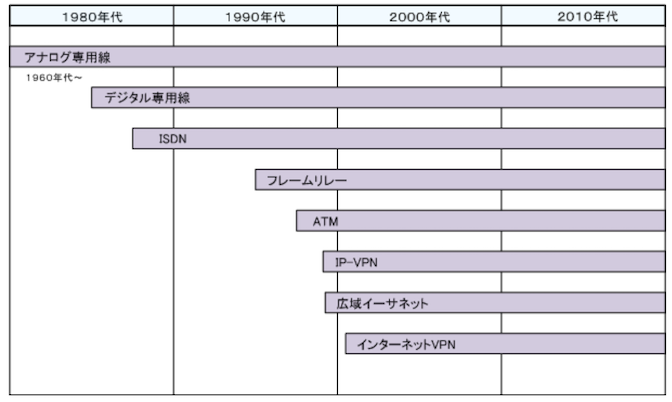 1980年代 1990年代 2000年代 2010年代
アナログ専用線
1960年代～
デジタル専用線
ISDN
フレームリレー
ATM
IP-VPN
広域イーサネット
インターネットVPN